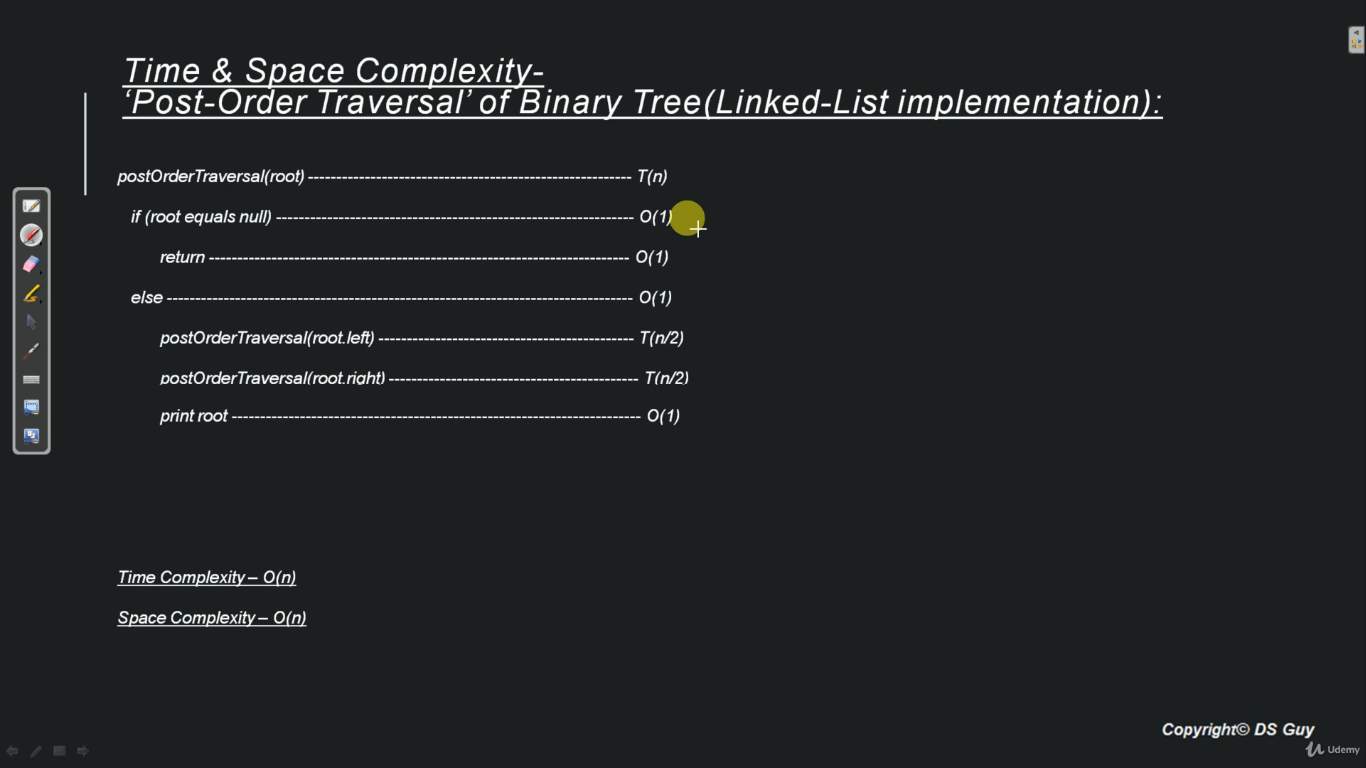 Time & Space Complexity-
‘Post-Order Traversal’ of Binary Tree(Linked-List implementation):
postOrderTraversal(root) --------------------------------------------------------- T(n)
if (root equals null) --------------------------------------------------------------- O(1)
return -------------------------------------------------------------------------- O(1)
else ---------------------------------------------------------------------------------- O(1)
postOrderTraversal(root.left) --------------------------------------------- T(n/2)
postOrderTraversal(root.right) -------------------------------------------- T(n/2)
print root ------------------------------------------------------------------------ O(1)
Time Complexity – O(n)
Space Complexity – O(n)
Copyright© DS Guy
Udemy